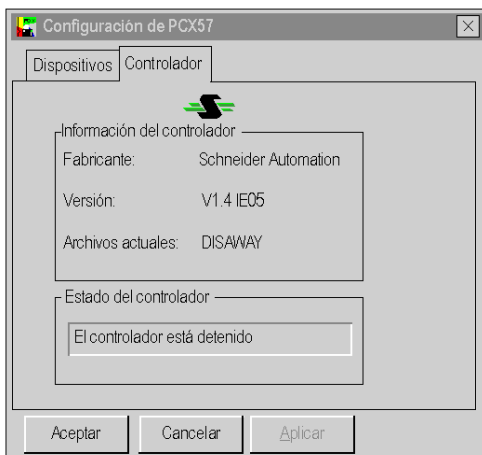 Configuración de PCX57
Dispositivos Controlador
Información del controlador
Fabricante: Schneider Automation
Versión: V1.4 IE05
Archivos actuales: DISAWAY
Estado del controlador
El controlador está detenido
Aceptar Cancelar Aplicar